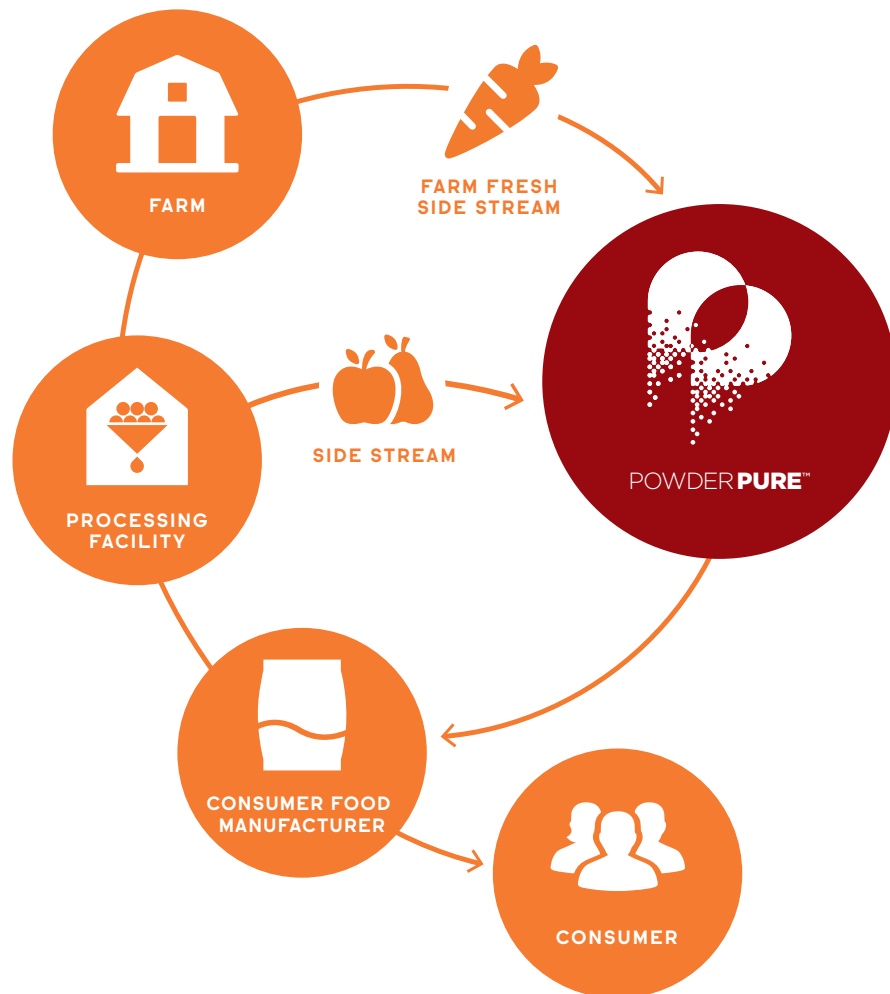 FARM
FARM FRESH
SIDE STREAM
POWDERPURE™
SIDE STREAM
PROCESSING
FACILITY
CONSUMER FOOD
MANUFACTURER
CONSUMER